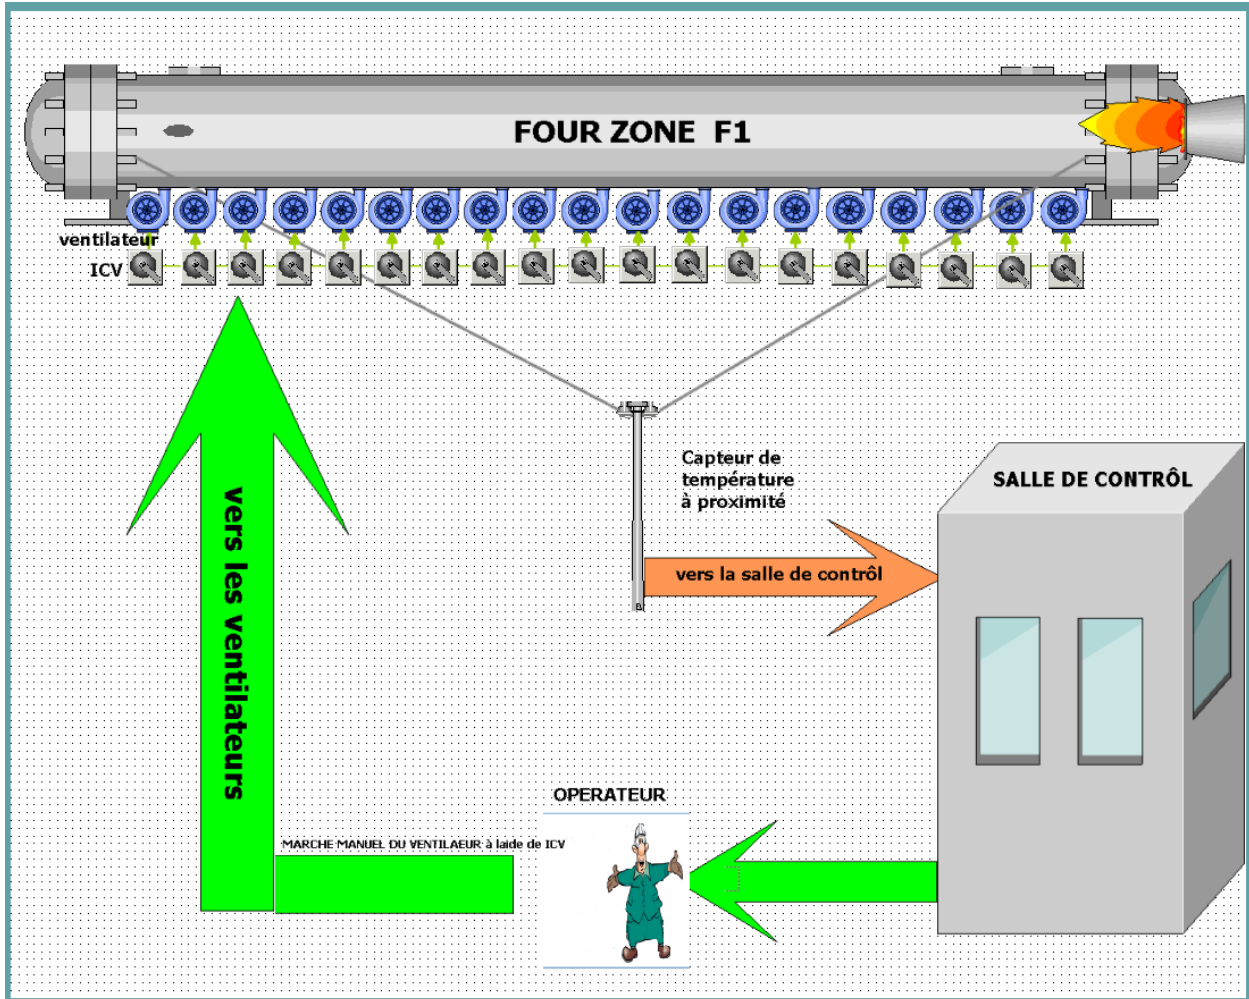 FOUR ZONE F1
ventilateur
ICV
Capteur de
température
à proximité
SALLE DE CONTRÔL
vers la salle de contrôl
vers les ventilateurs
OPERATEUR
MARCHE MANUEL DU VENTILAEUR à laide de ICV